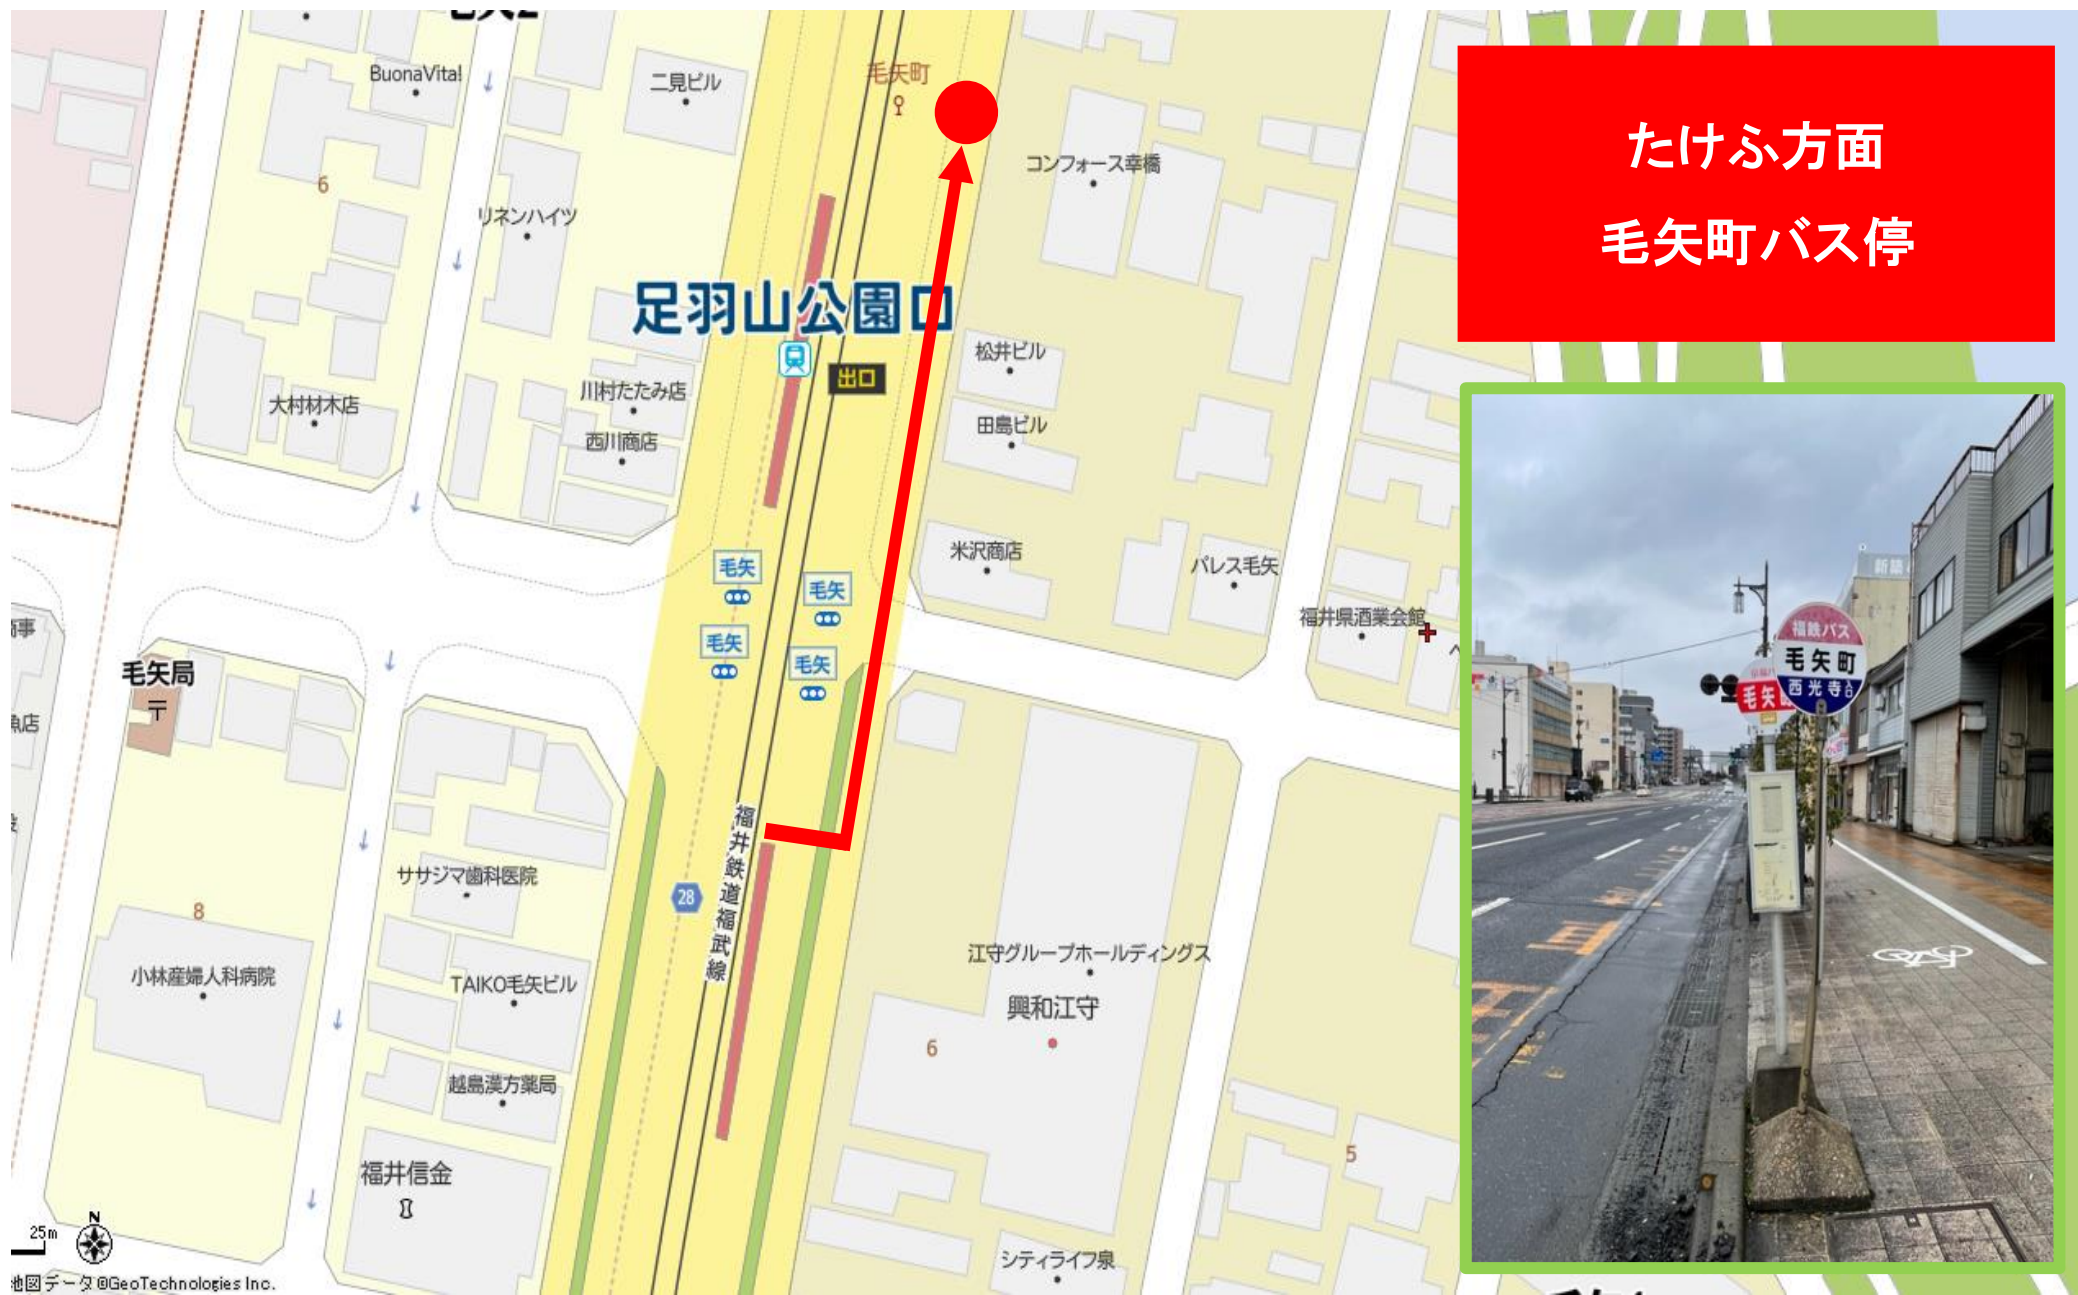 BuonaVita!
二見ビル
毛矢町
6
リネンハイツ
コンフォース幸橋
足羽山公園口
出口
松井ビル
川村たたみ店
大村材木店
田島ビル
西川商店
米沢商店
パレス毛矢
毛矢
毛矢
毛矢
毛矢
福井県酒業会館
毛矢局
福井鉄道福武線
28
ササジマ歯科医院
8
小林産婦人科病院
TAIKO毛矢ビル
江守グループホールディングス
興和江守
6
越島漢方薬局
福井信金
5
シティライフ泉
N
25m
地図データ©GeoTechnologies Inc.
たけふ方面
毛矢町バス停
福鉄バス
毛矢町
西光寺口
毛矢